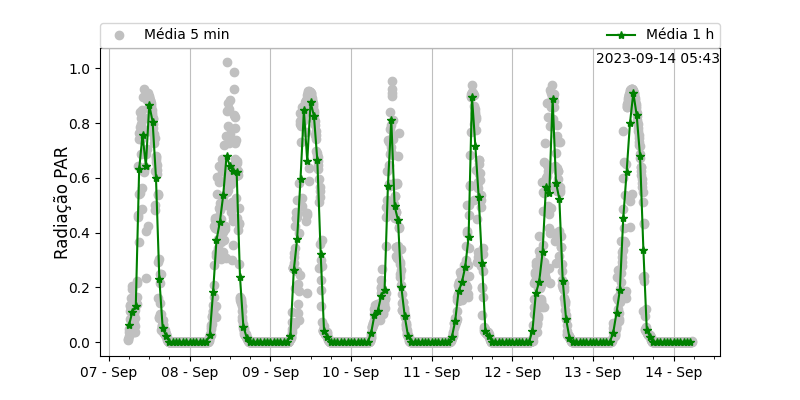 Média 5 min
Média 1 h
2023-09-14 05:43
Radiação PAR
1.0
0.8
0.6
0.4
0.2
0.0
07 - Sep
08 - Sep
09 - Sep
10 - Sep
11 - Sep
12 - Sep
13 - Sep
14 - Sep